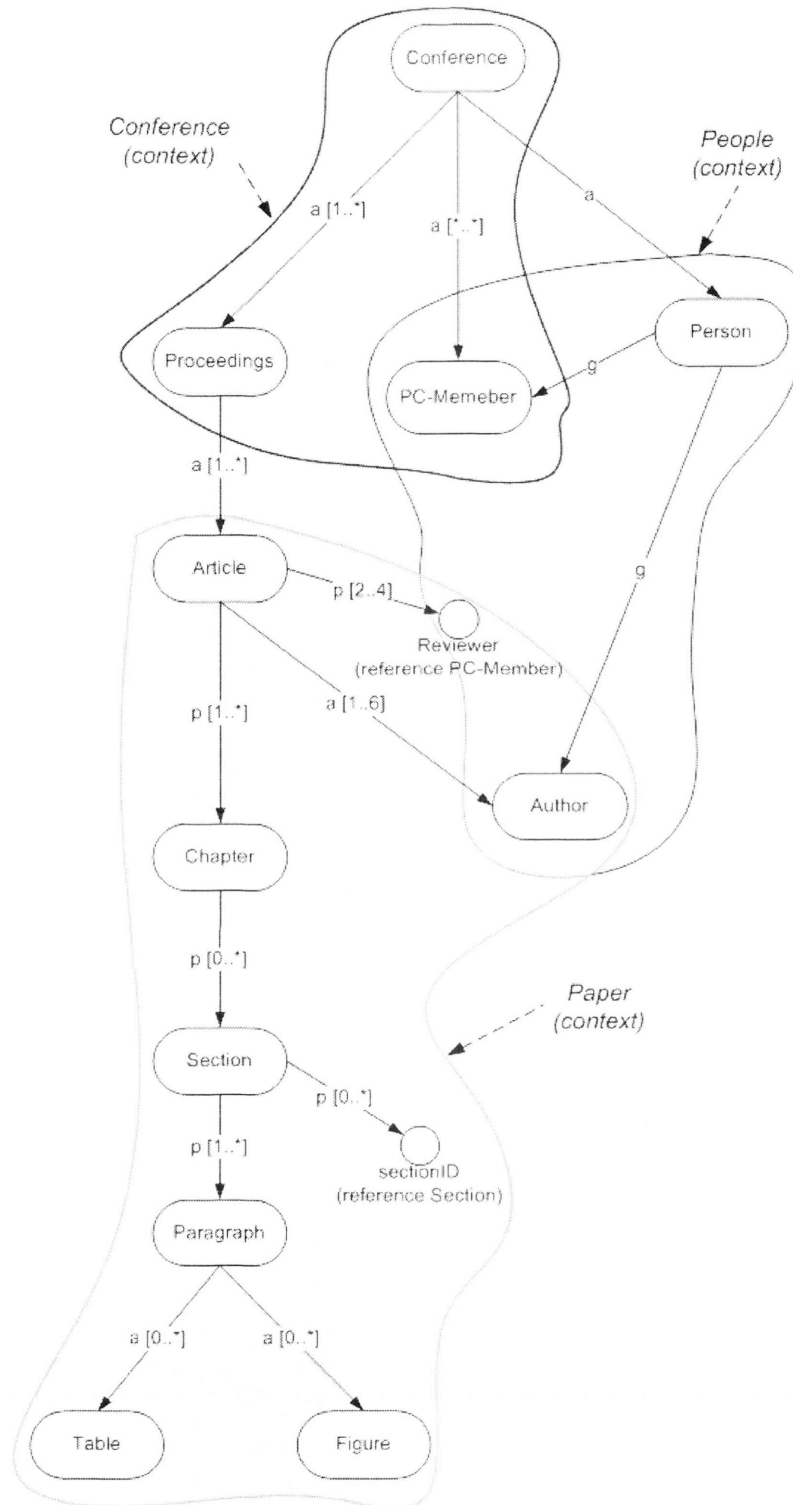 Conference
Conference
(context)
People
(context)
a [1..*]
a [*..*]
a
Proceedings
Person
PC-Memeber
g
a [1..*]
g
Article
p [2..4]
Reviewer
(reference PC-Member)
p [1..*]
a [1..6]
Author
Chapter
p [0..*]
Paper
(context)
Section
p [0..*]
p [1..*]
sectionID
(reference Section)
Paragraph
a [0..*]
a [0..*]
Table
Figure